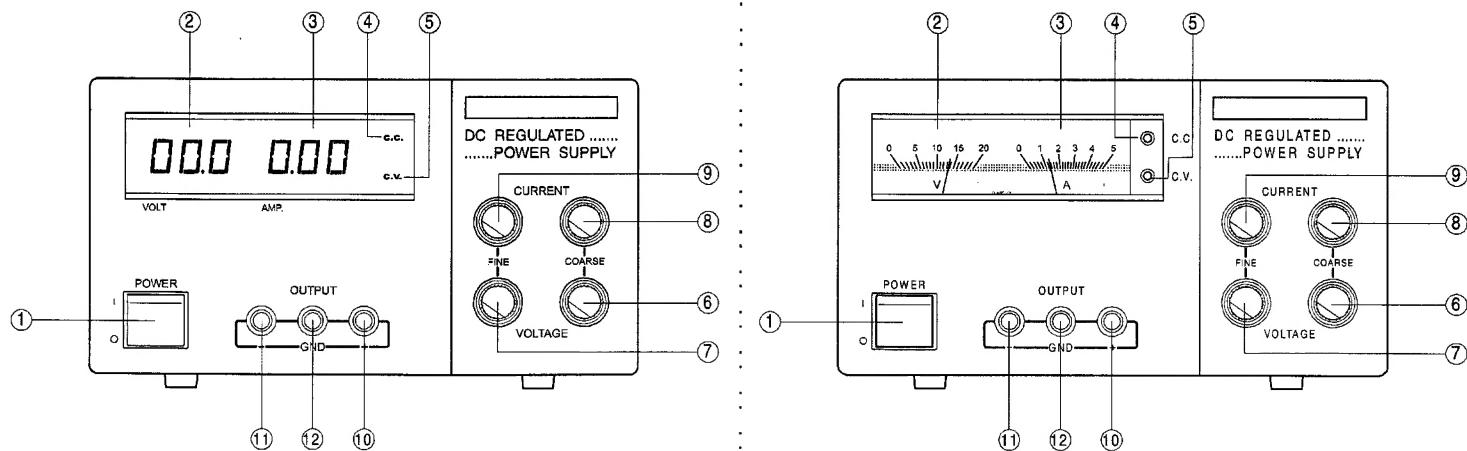 ② ③ ④ ⑤
00.0 0.00
C.C.
C.V.
VOLT AMP.
DC REGULATED .......
.......POWER SUPPLY
CURRENT
⑨
⑧
FINE COARSE
⑥
VOLTAGE
⑦
POWER
I
O
①
OUTPUT
GND
⑪ ⑫ ⑩
② ③ ④ ⑤
0 5 10 15 20
0 1 2 3 4 5
V A
C.C
C.V.
DC REGULATED .......
.......POWER SUPPLY
CURRENT
⑨
⑧
FINE COARSE
⑥
VOLTAGE
⑦
POWER
I
O
①
OUTPUT
GND
⑪ ⑫ ⑩